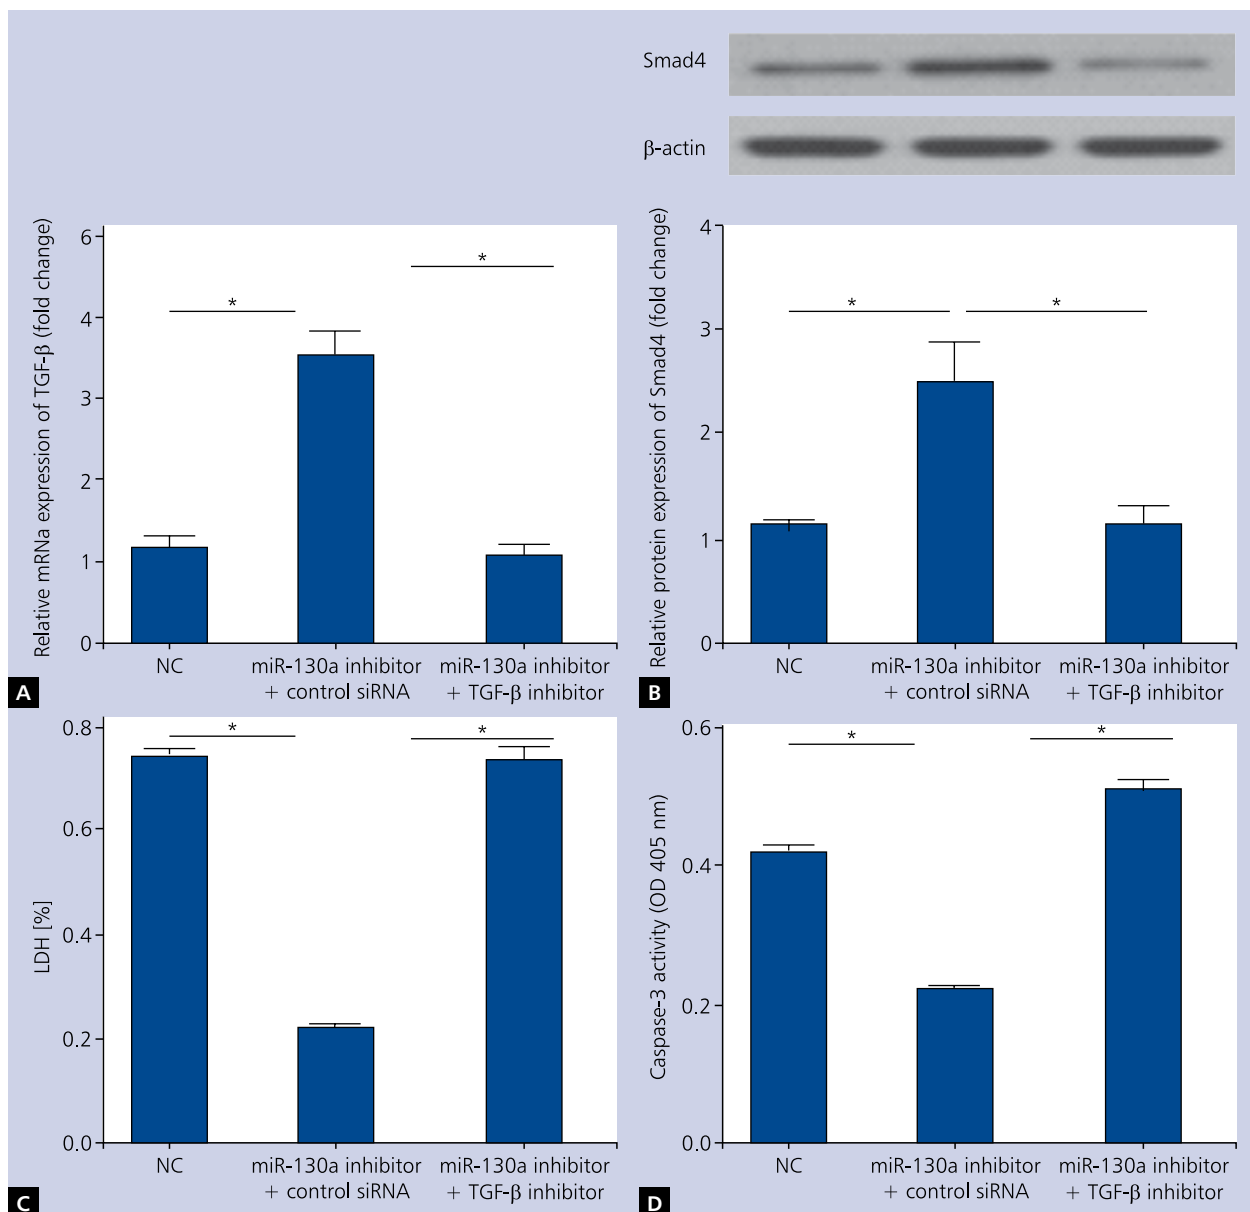 Smad4
β-actin
Relative mRNa expression of TGF-β (fold change)
6
4
3
2
1
0
*
*
NC
miR-130a inhibitor
+ control siRNA
miR-130a inhibitor
+ TGF-β inhibitor
A
Relative protein expression of Smad4 (fold change)
4
3
2
1
0
*
*
NC
miR-130a inhibitor
+ control siRNA
miR-130a inhibitor
+ TGF-β inhibitor
B
LDH [%]
0.8
0.6
0.4
0.2
0.0
*
*
NC
miR-130a inhibitor
+ control siRNA
miR-130a inhibitor
+ TGF-β inhibitor
C
Caspase-3 activity (OD 405 nm)
0.6
0.4
0.2
0.0
*
*
NC
miR-130a inhibitor
+ control siRNA
miR-130a inhibitor
+ TGF-β inhibitor
D